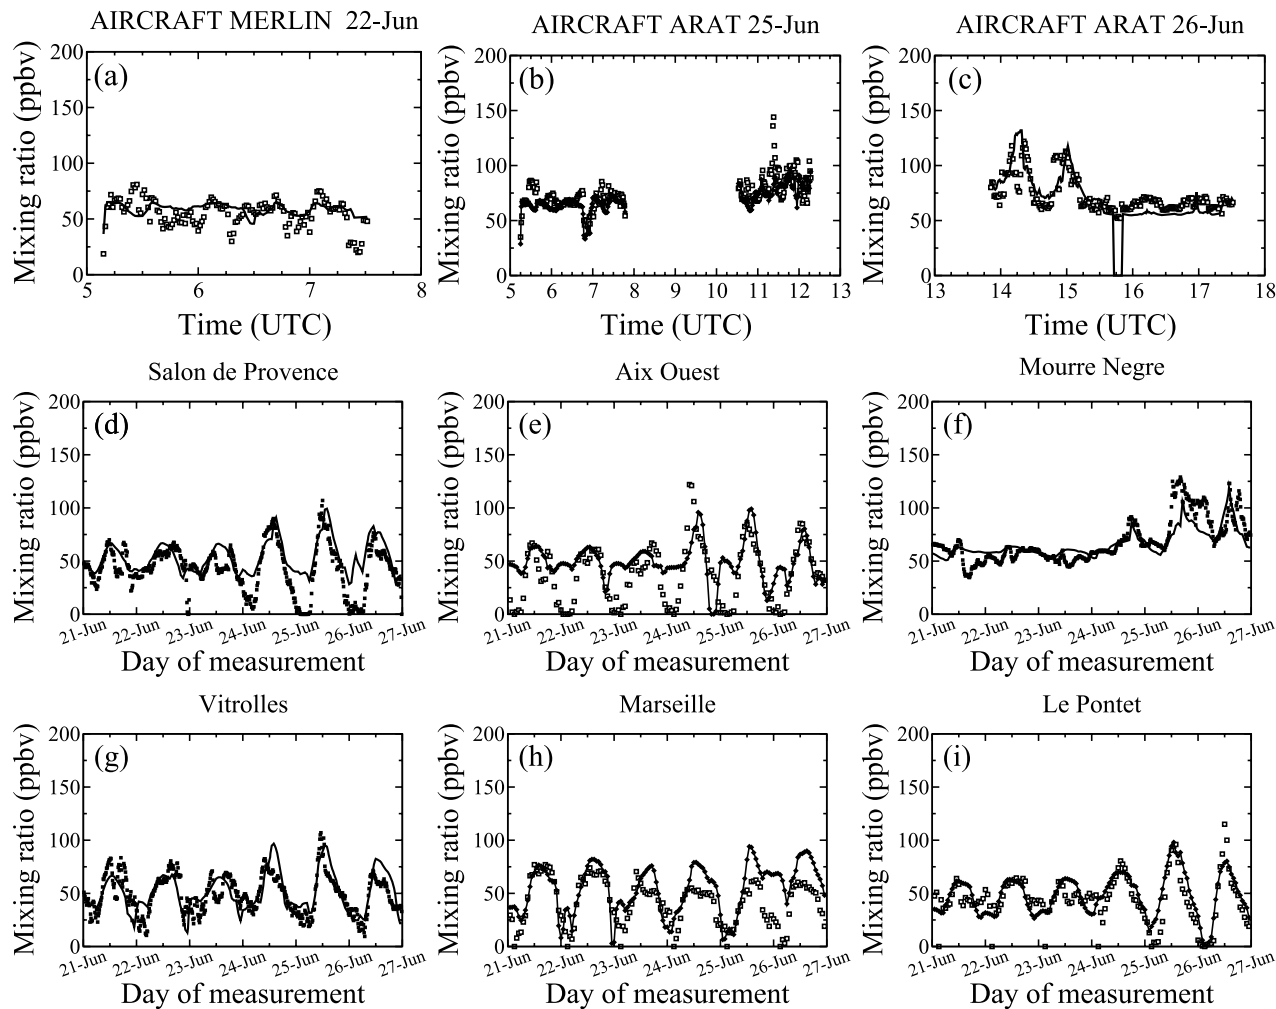 AIRCRAFT MERLIN 22-Jun
AIRCRAFT ARAT 25-Jun
AIRCRAFT ARAT 26-Jun
(a)
Mixing ratio (ppbv)
200
150
100
50
0
5 6 7 8
Time (UTC)
(b)
Mixing ratio (ppbv)
200
150
100
50
0
5 6 7 8 9 10 11 12 13
Time (UTC)
(c)
Mixing ratio (ppbv)
200
150
100
50
0
13 14 15 16 17 18
Time (UTC)
Salon de Provence
(d)
Mixing ratio (ppbv)
200
150
100
50
0
21-Jun 22-Jun 23-Jun 24-Jun 25-Jun 26-Jun 27-Jun
Day of measurement
Aix Ouest
(e)
Mixing ratio (ppbv)
200
150
100
50
0
21-Jun 22-Jun 23-Jun 24-Jun 25-Jun 26-Jun 27-Jun
Day of measurement
Mourre Negre
(f)
Mixing ratio (ppbv)
200
150
100
50
0
21-Jun 22-Jun 23-Jun 24-Jun 25-Jun 26-Jun 27-Jun
Day of measurement
Vitrolles
(g)
Mixing ratio (ppbv)
200
150
100
50
0
21-Jun 22-Jun 23-Jun 24-Jun 25-Jun 26-Jun 27-Jun
Day of measurement
Marseille
(h)
Mixing ratio (ppbv)
200
150
100
50
0
21-Jun 22-Jun 23-Jun 24-Jun 25-Jun 26-Jun 27-Jun
Day of measurement
Le Pontet
(i)
Mixing ratio (ppbv)
200
150
100
50
0
21-Jun 22-Jun 23-Jun 24-Jun 25-Jun 26-Jun 27-Jun
Day of measurement